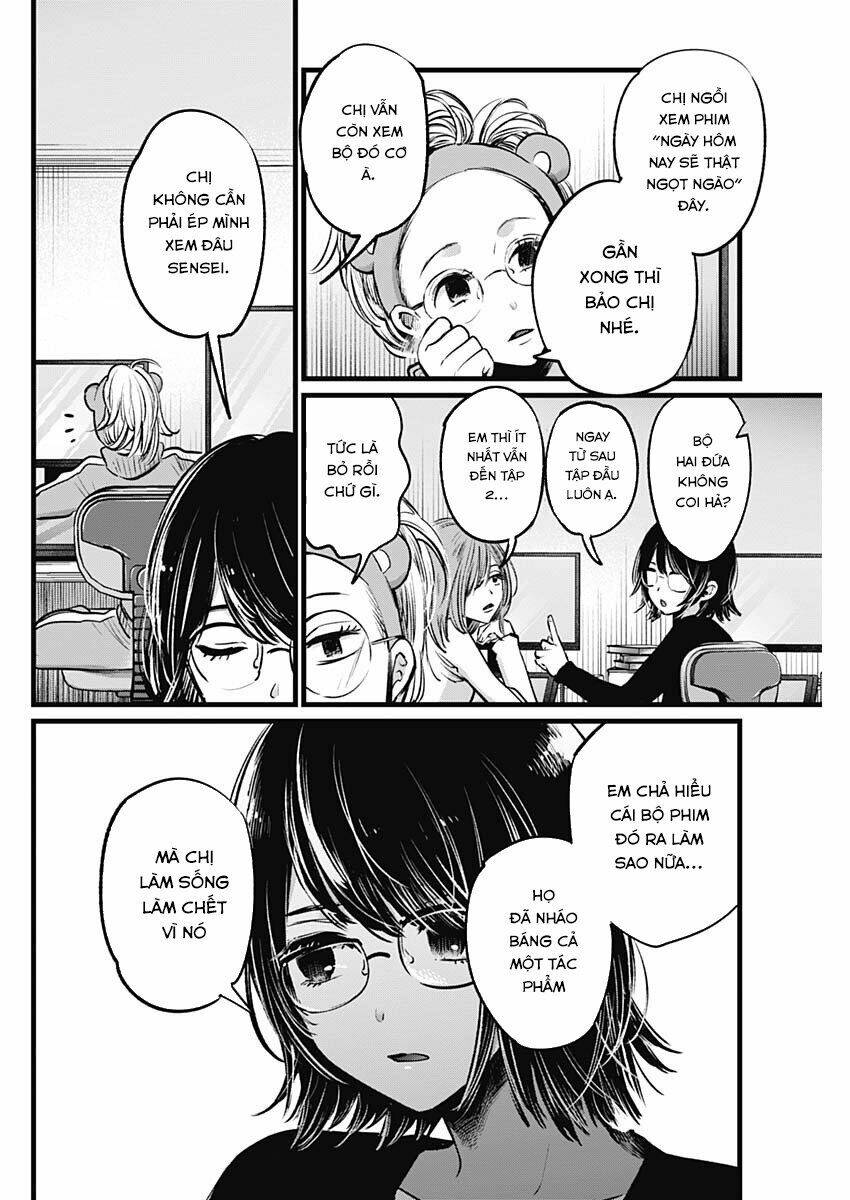 CHỊ NGỒI
XEM PHIM
"NGÀY HÔM
NAY SẼ THẬT
NGỌT NGÀO"
ĐÂY.
GẦN
XONG THÌ
BẢO CHỊ
NHÉ.
CHỊ VẪN
CÒN XEM
BỘ ĐÓ CƠ
À.
CHỊ
KHÔNG CẦN
PHẢI ÉP MÌNH
XEM ĐÂU
SENSEI.
BỘ
HAI ĐỨA
KHÔNG
COI HẢ?
NGAY
TỪ SAU
TẬP ĐẦU
LUÔN Ạ.
EM THÌ ÍT
NHẤT VẪN
ĐẾN TẬP
2...
TỨC LÀ
BỎ RỒI
CHỨ GÌ.
EM CHẢ HIỂU
CÁI BỘ PHIM
ĐÓ RA LÀM
SAO NỮA...
HỌ
ĐÃ NHÁO
BÁNG CẢ
MỘT TÁC
PHẨM
MÀ CHỊ
LÀM SỐNG
LÀM CHẾT
VÌ NÓ